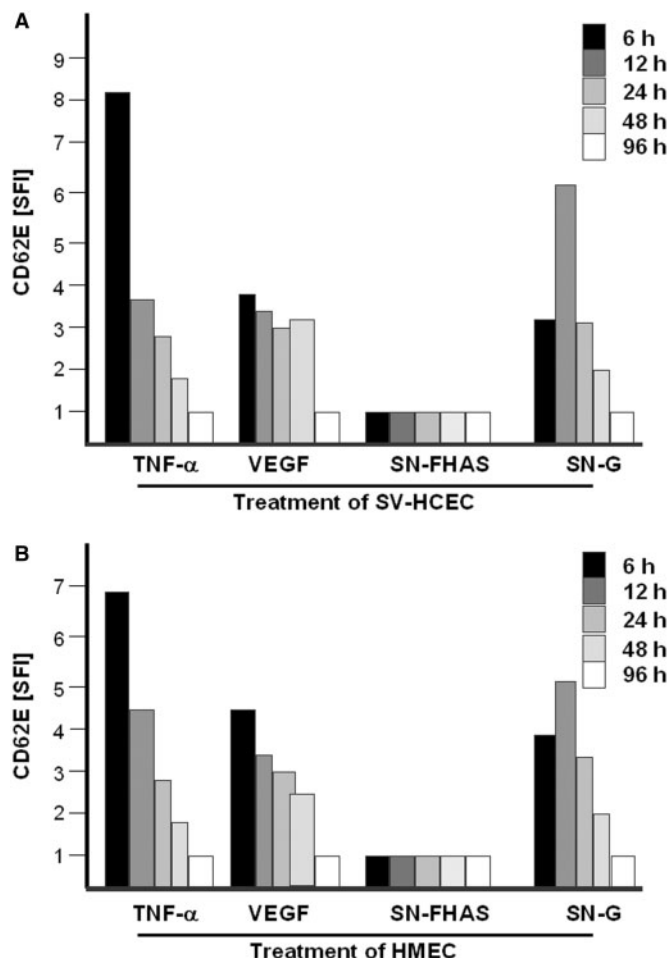 A
CD62E [SFI]
9
8
7
6
5
4
3
2
1
6 h
12 h
24 h
48 h
96 h
TNF-α VEGF SN-FHAS SN-G
Treatment of SV-HCEC
B
CD62E [SFI]
7
6
5
4
3
2
1
6 h
12 h
24 h
48 h
96 h
TNF-α VEGF SN-FHAS SN-G
Treatment of HMEC